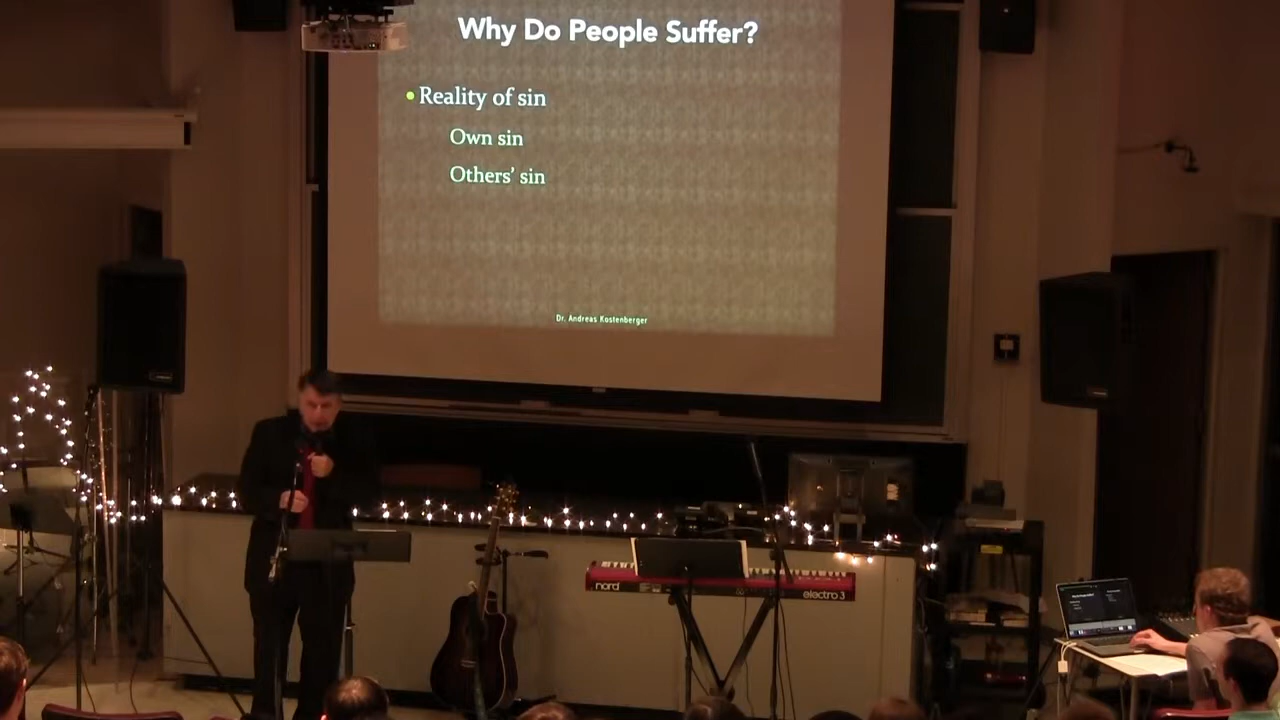 Why Do People Suffer?
Reality of sin
Own sin
Others' sin
Dr. Andreas Kostenberger
nord
electro 3